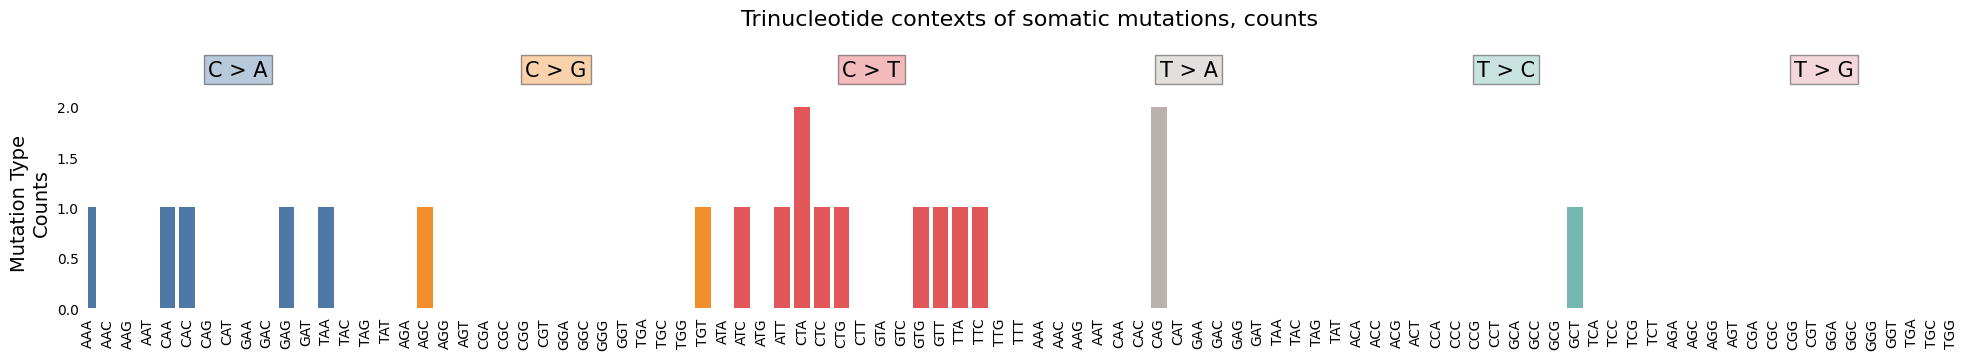 Trinucleotide contexts of somatic mutations, counts
C > A C > G C > T T > A T > C T > G
Mutation Type
Counts
2.0
1.5
1.0
0.5
0.0
AAA AAC AAG AAT CAA CAC CAG CAT GAA GAC GAG GAT TAA TAC TAG TAT AGA AGC AGG AGT CGA CGC CGG CGT GGA GGC GGG GGT TGA TGC TGG TGT ATA ATC ATG ATT CTA CTC CTG CTT GTA GTC GTG GTT TTA TTC TTG TTT AAA AAC AAG AAT CAA CAC CAG CAT GAA GAC GAG GAT TAA TAC TAG TAT ACA ACC ACG ACT CCA CCC CCG CCT GCA GCC GCG GCT TCA TCC TCG TCT AGA AGC AGG AGT CGA CGC CGG CGT GGA GGC GGG GGT TGA TGC TGG